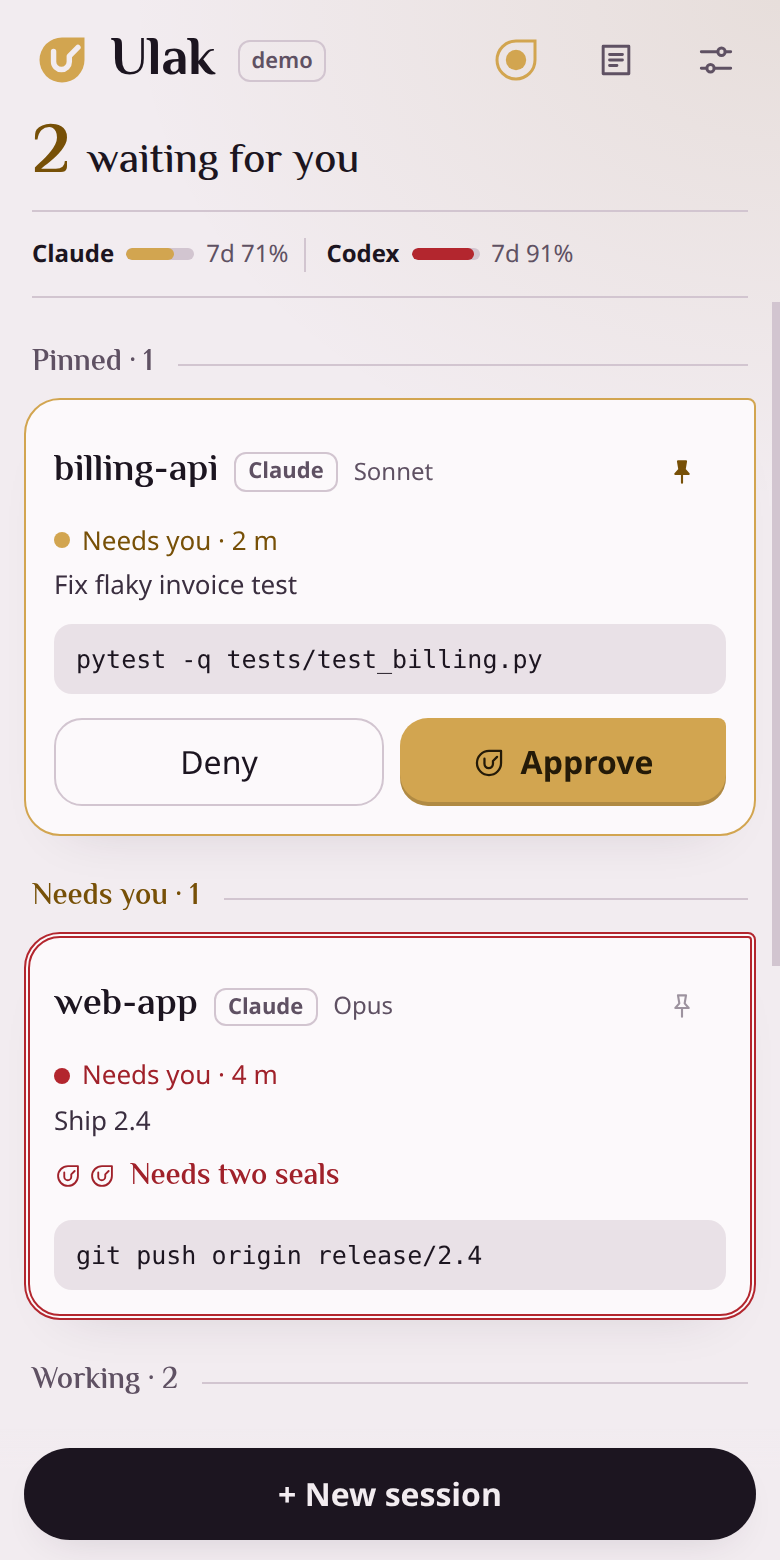 Ulak demo
2 waiting for you
Claude 7d 71% Codex 7d 91%
Pinned · 1
billing-api Claude Sonnet
Needs you · 2 m
Fix flaky invoice test
pytest -q tests/test_billing.py
Deny Approve
Needs you · 1
web-app Claude Opus
Needs you · 4 m
Ship 2.4
Needs two seals
git push origin release/2.4
Working · 2
+ New session